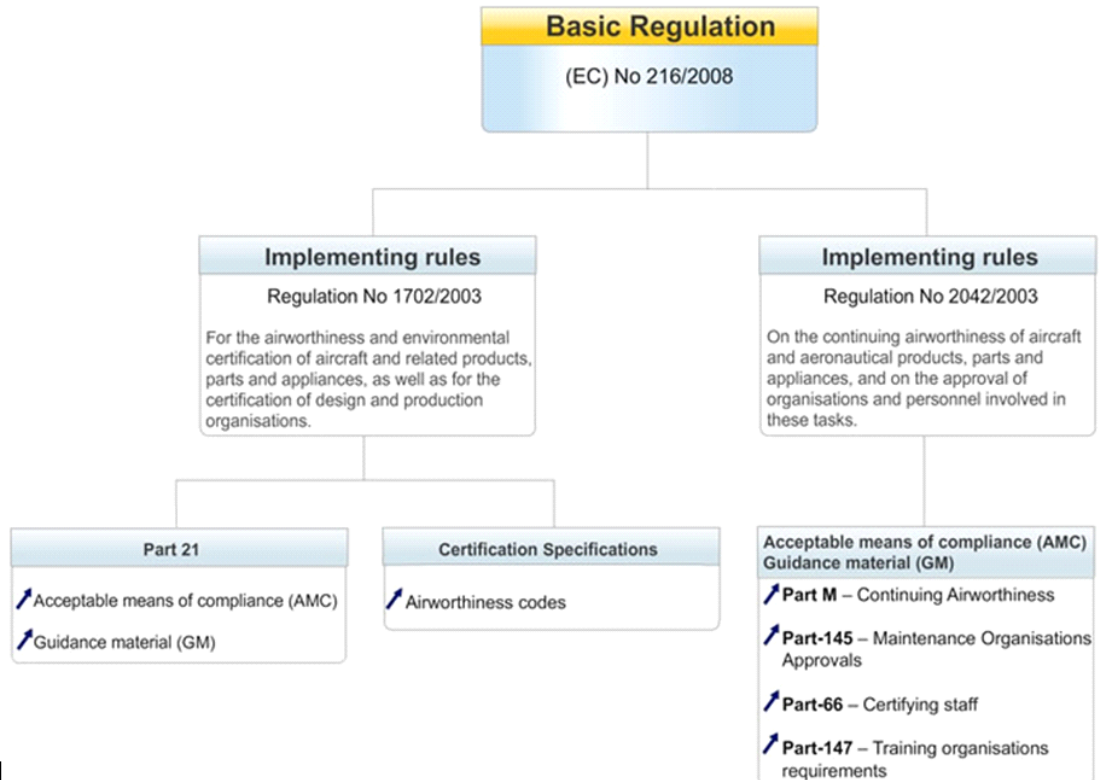 Basic Regulation
(EC) No 216/2008
Implementing rules
Regulation No 1702/2003
For the airworthiness and environmental
certification of aircraft and related products,
parts and appliances, as well as for the
certification of design and production
organisations.
Implementing rules
Regulation No 2042/2003
On the continuing airworthiness of aircraft
and aeronautical products, parts and
appliances, and on the approval of
organisations and personnel involved in
these tasks.
Part 21
Acceptable means of compliance (AMC)
Guidance material (GM)
Certification Specifications
Airworthiness codes
Acceptable means of compliance (AMC)
Guidance material (GM)
Part M – Continuing Airworthiness
Part-145 – Maintenance Organisations
Approvals
Part-66 – Certifying staff
Part-147 – Training organisations
requirements